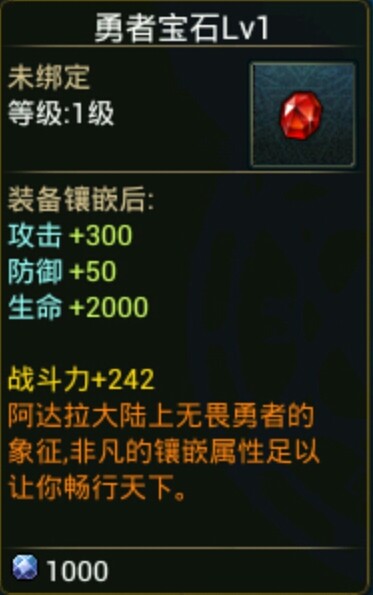 勇者宝石Lv1
未绑定
等级:1级
装备镶嵌后:
攻击 +300
防御 +50
生命 +2000
战斗力+242
阿达拉大陆上无畏勇者的
象征,非凡的镶嵌属性足以
让你畅行天下。
1000